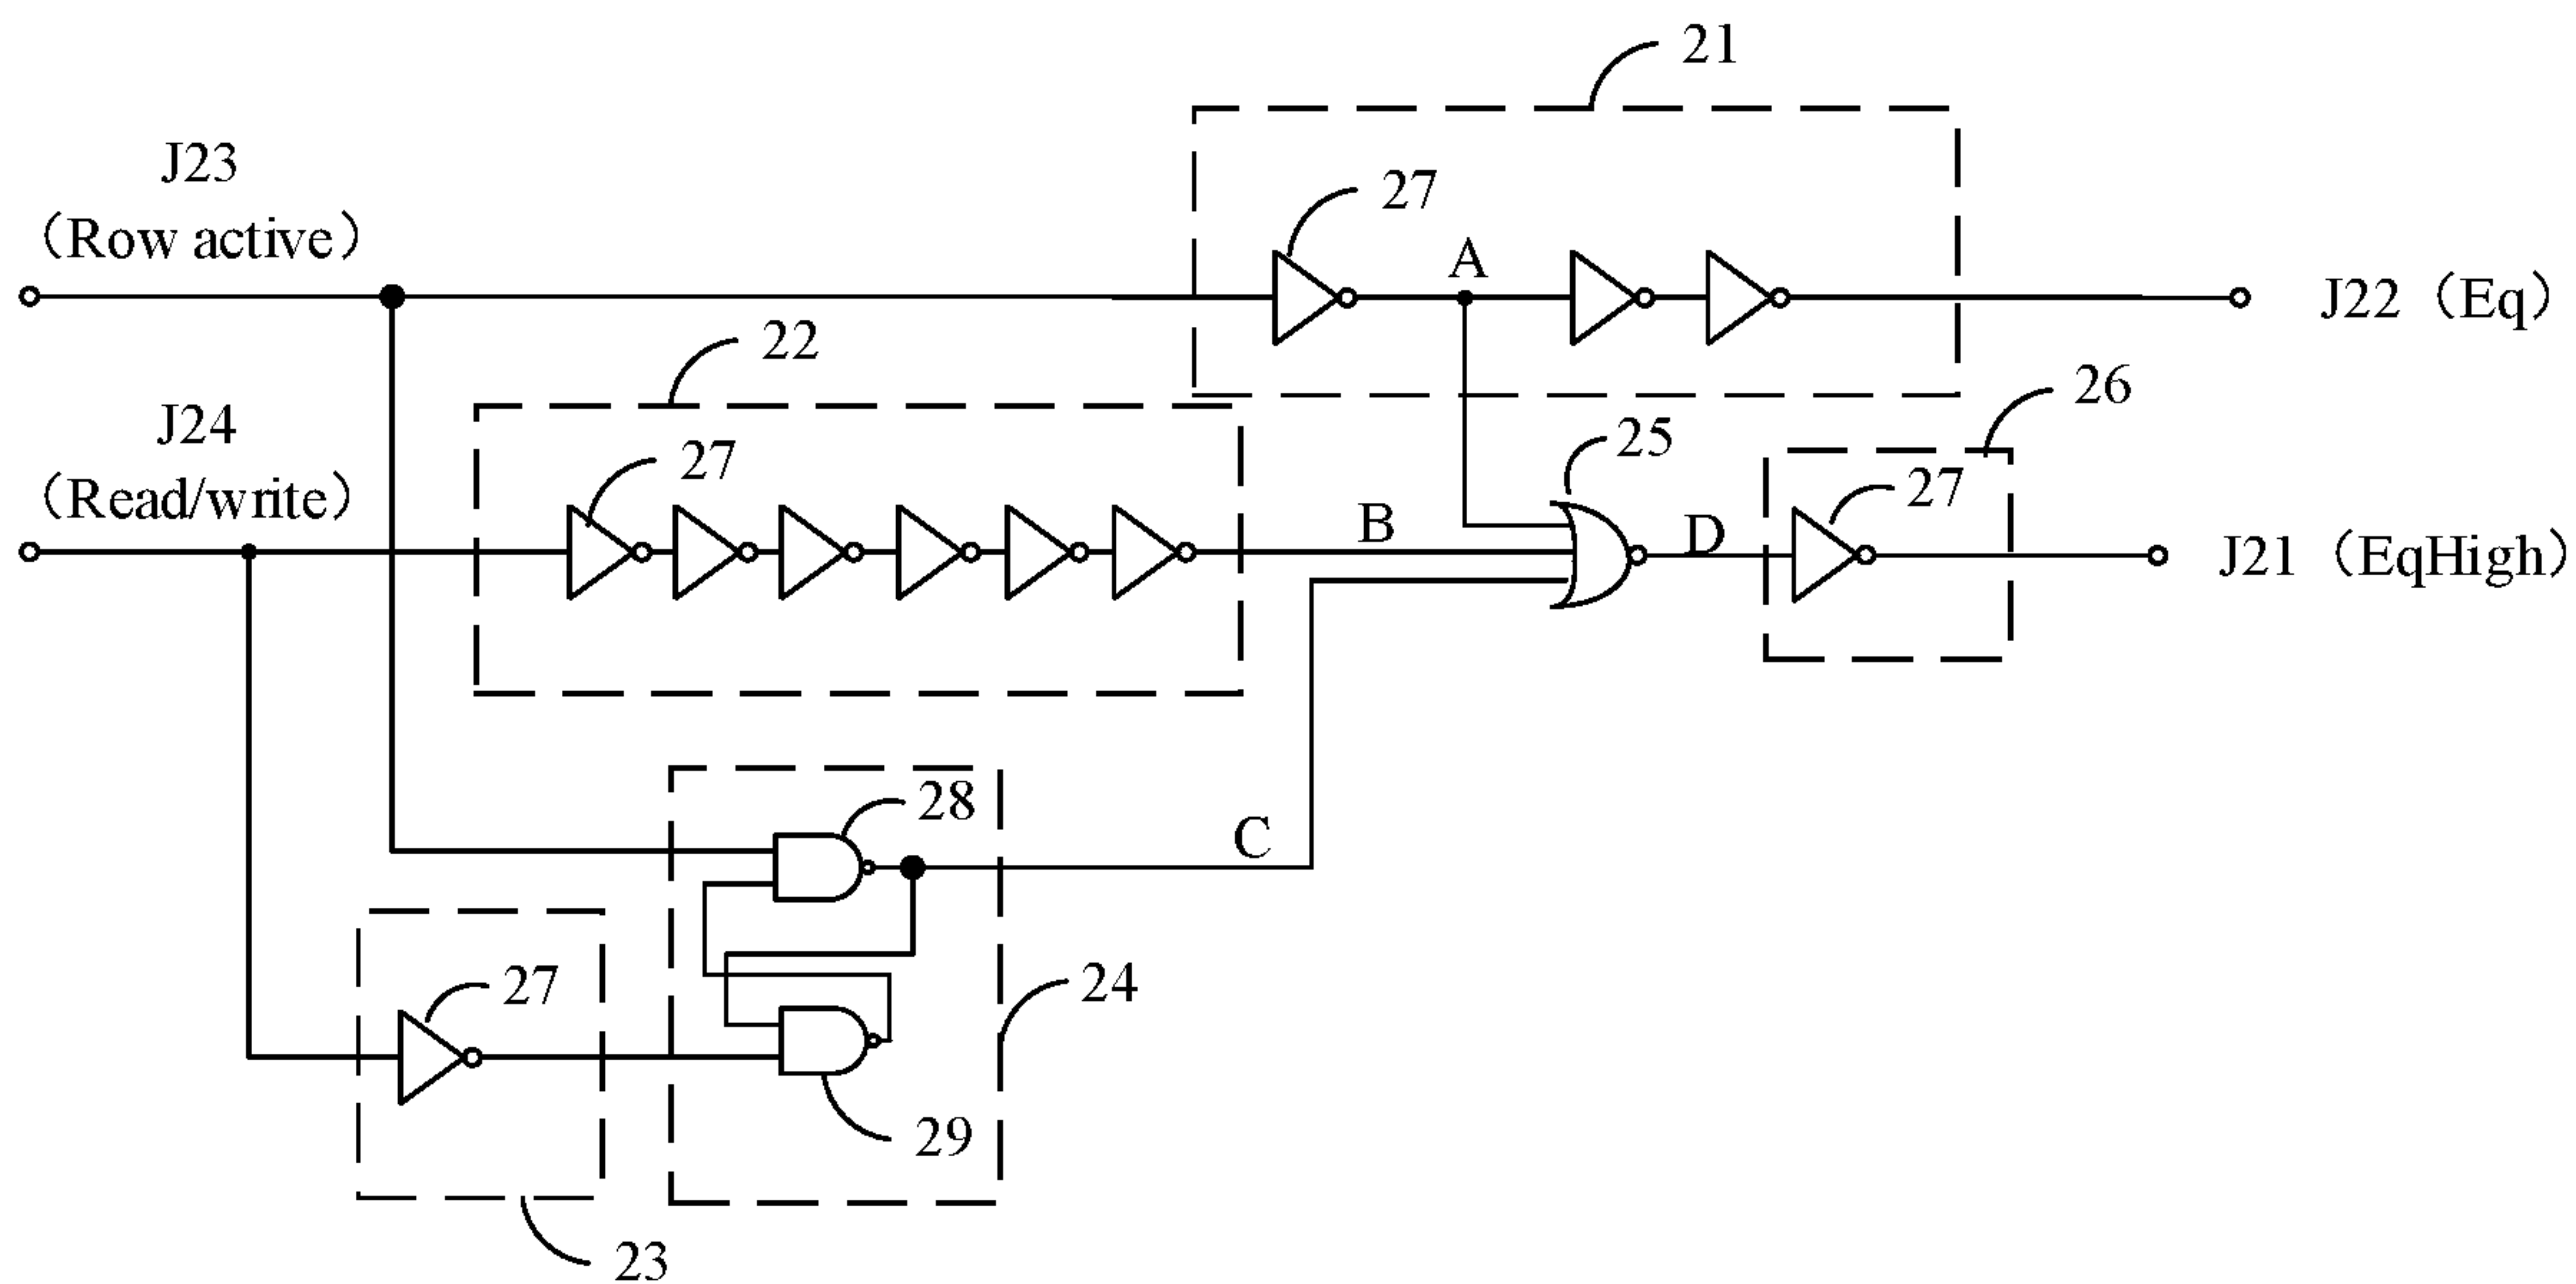 21
J23
（Row active）
27
A
J22（Eq）
22
26
J24
（Read/write）
27
25
27
B
D
J21（EqHigh）
28
C
27
24
29
23